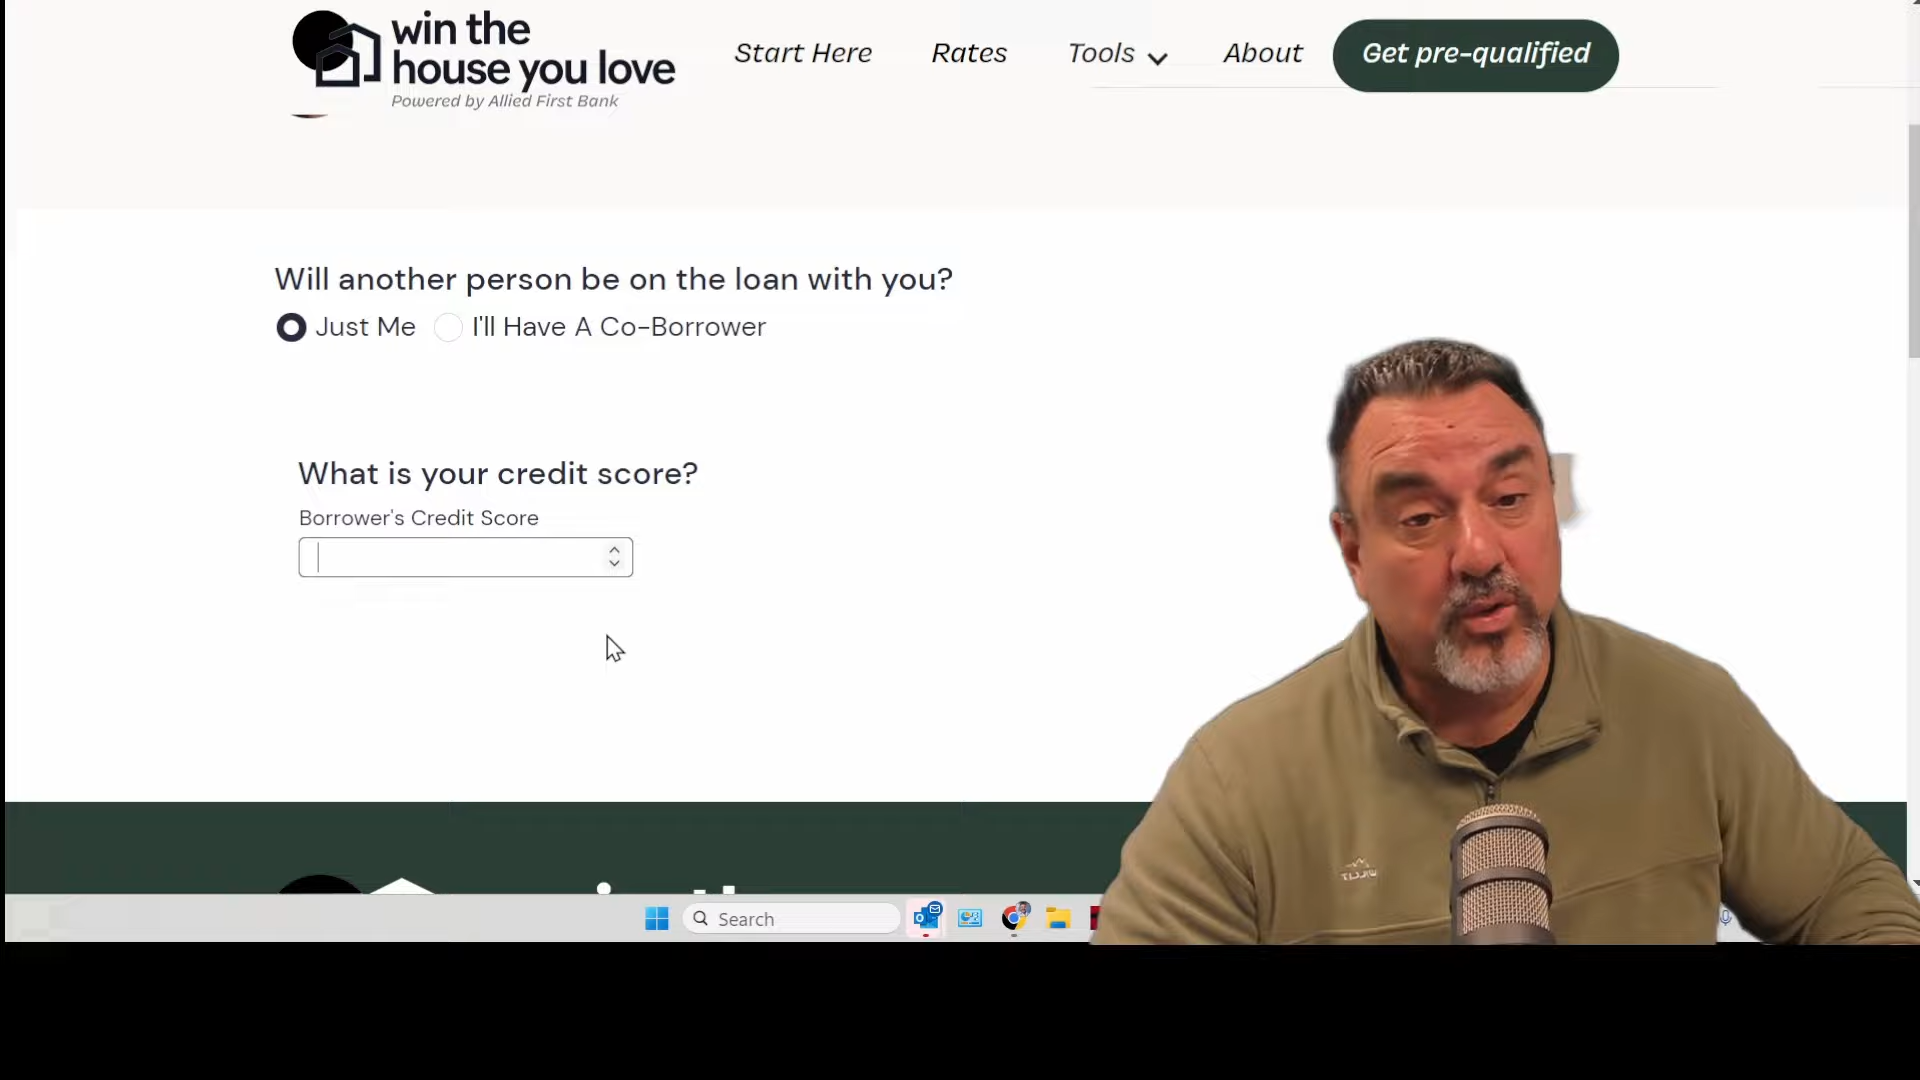 win the
house you love
Powered by Allied First Bank
Start Here
Rates
Tools
About
Get pre-qualified
Will another person be on the loan with you?
Just Me
I'll Have A Co-Borrower
What is your credit score?
Borrower's Credit Score
Search